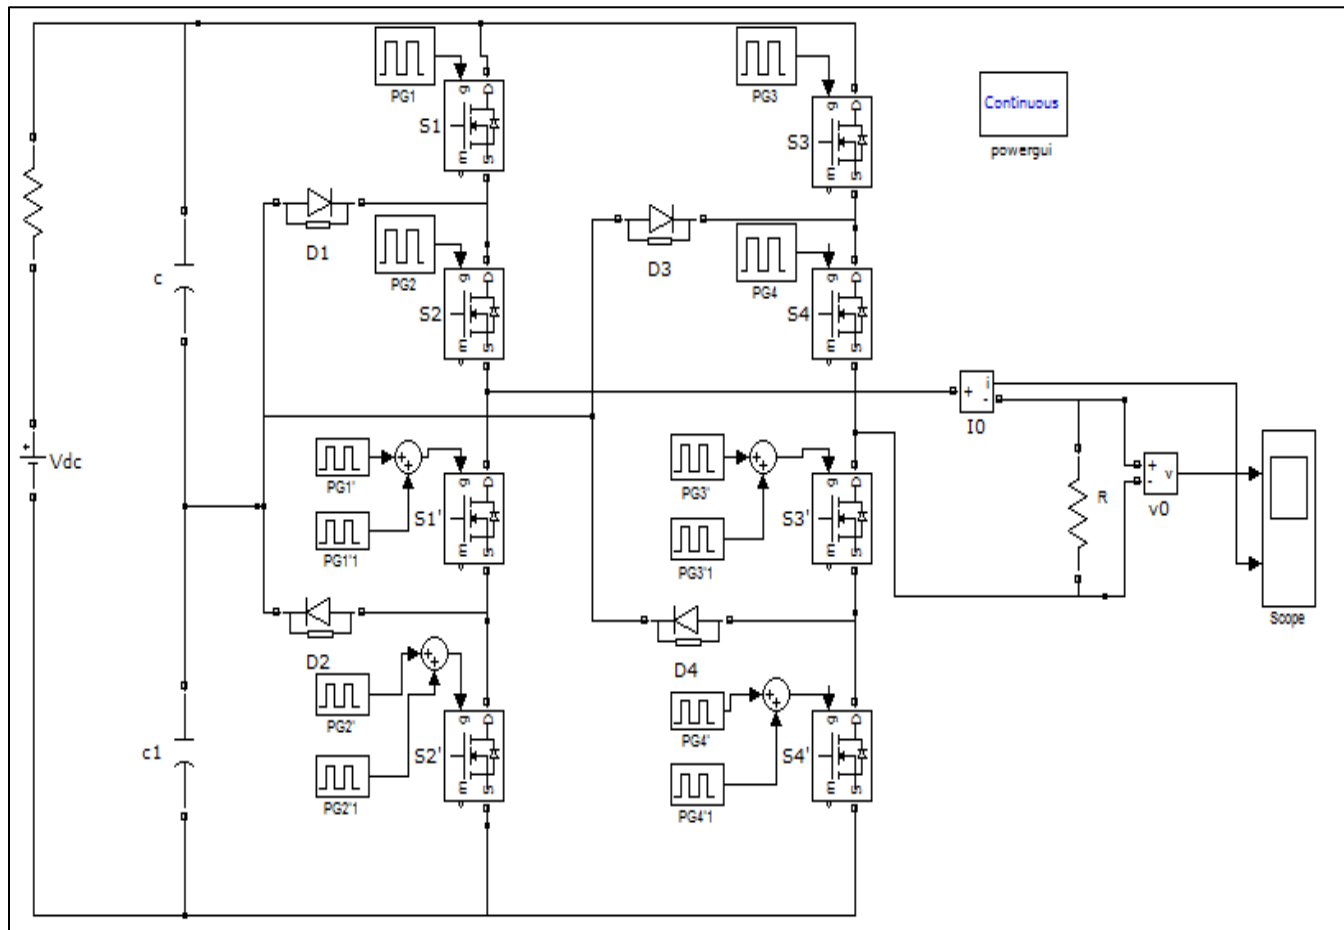 PG1
g
D
S1
m
S
PG3
g
D
S3
m
S
Continuous
powergui
D1
PG2
g
D
S2
m
S
D3
PG4
g
D
S4
m
S
c
+
Vdc
+
i
-
I0
PG1'
+
+
g
D
S1'
m
S
PG1'1
PG3'
+
+
g
D
S3'
m
S
PG3'1
R
+
-
v
v0
Scope
D2
D4
PG2'
+
+
g
D
S2'
m
S
PG2'1
PG4'
+
+
g
D
S4'
m
S
PG4'1
c1